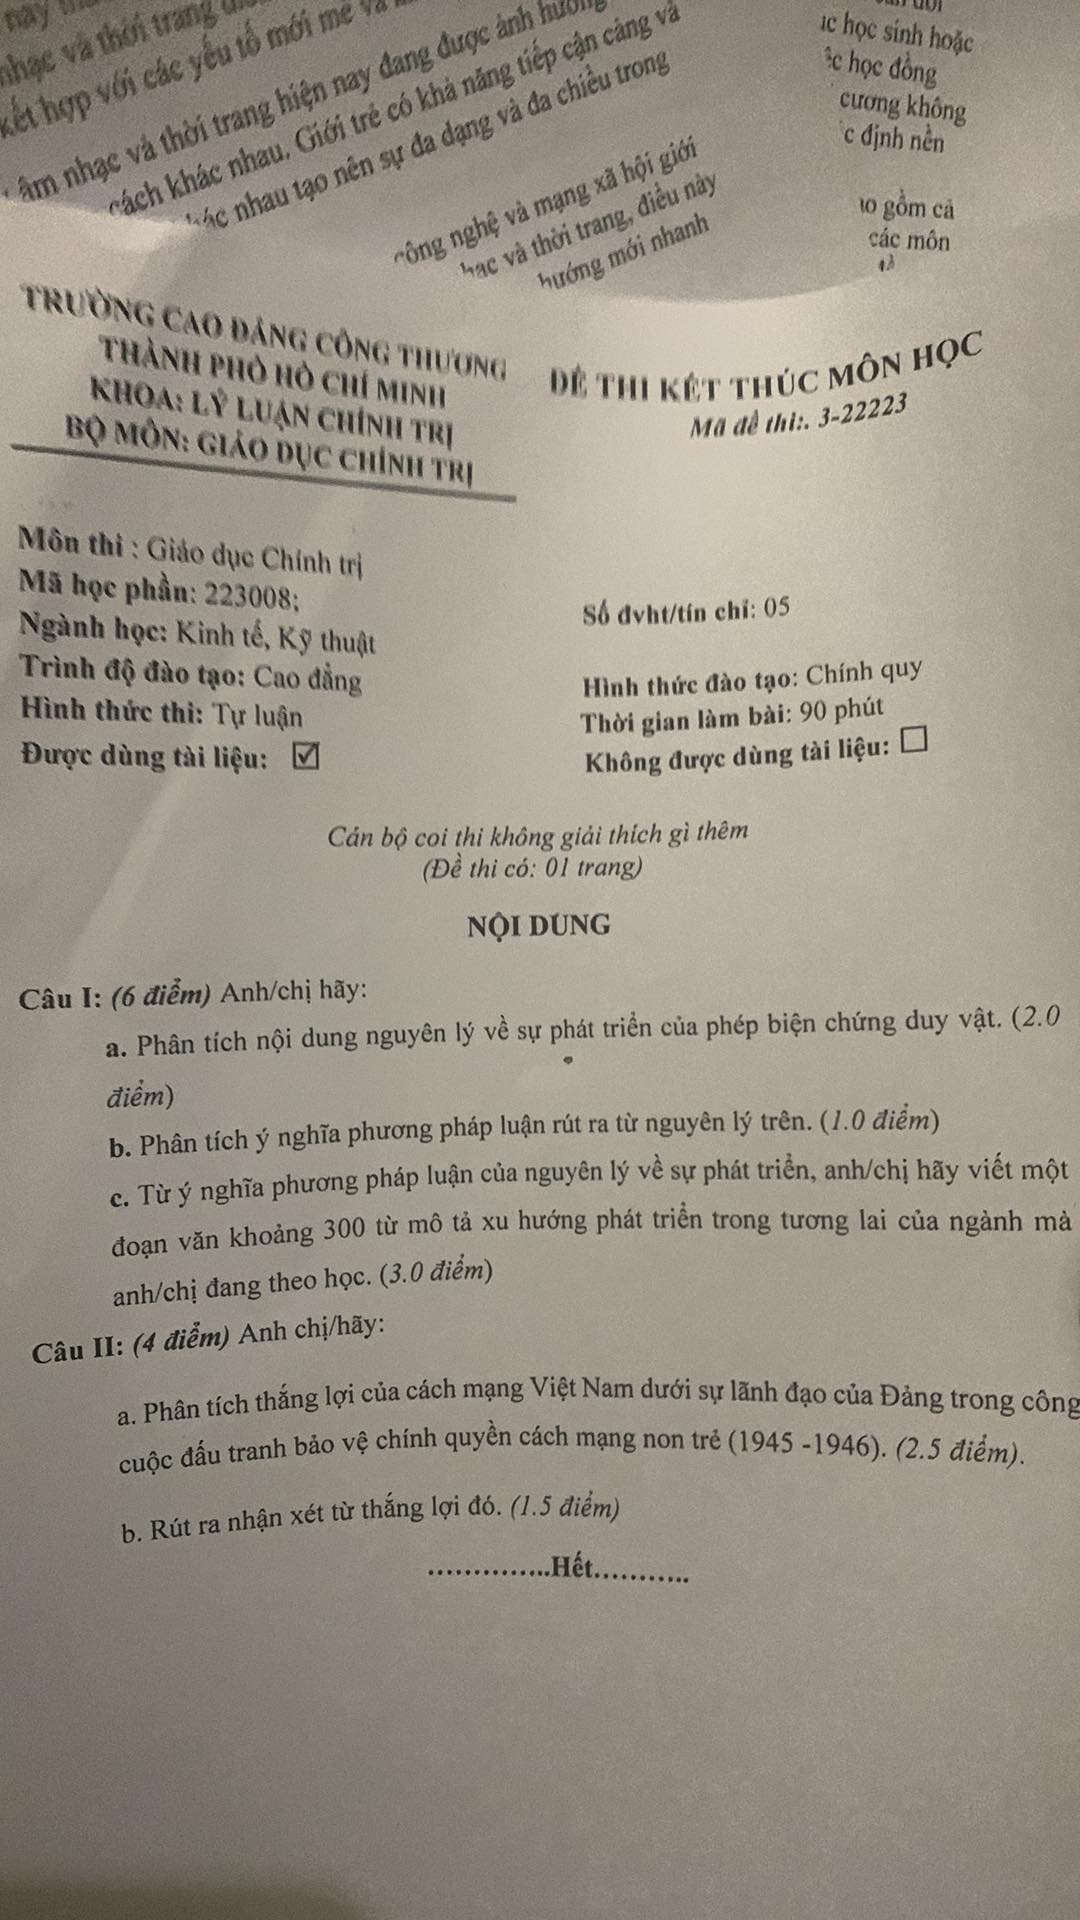 nhạc và thời trang
kết hợp với các yếu tố mới mẻ và
âm nhạc và thời trang hiện nay đang được ảnh hưởng
cách khác nhau. Giới trẻ có khả năng tiếp cận càng và
nhau tạo nên sự đa dạng và đa chiều trong
công nghệ và mạng xã hội giới
và thời trang, điều này
hướng mới nhanh
học sinh hoặc
học đồng
cương không
định nền
gồm cả
các môn
TRƯỜNG CAO ĐẲNG CÔNG THƯƠNG
THÀNH PHỐ HỒ CHÍ MINH
KHOA: LÝ LUẬN CHÍNH TRỊ
BỘ MÔN: GIÁO DỤC CHÍNH TRỊ
ĐỀ THI KẾT THÚC MÔN HỌC
Mã đề thi:. 3-22223
Môn thi : Giáo dục Chính trị
Mã học phần: 223008;
Số đvht/tín chỉ: 05
Ngành học: Kinh tế, Kỹ thuật
Trình độ đào tạo: Cao đẳng
Hình thức đào tạo: Chính quy
Hình thức thi: Tự luận
Thời gian làm bài: 90 phút
Được dùng tài liệu: ☑
Không được dùng tài liệu: ☐
Cán bộ coi thi không giải thích gì thêm
(Đề thi có: 01 trang)
NỘI DUNG
Câu I: (6 điểm) Anh/chị hãy:
a. Phân tích nội dung nguyên lý về sự phát triển của phép biện chứng duy vật. (2.0
điểm)
b. Phân tích ý nghĩa phương pháp luận rút ra từ nguyên lý trên. (1.0 điểm)
c. Từ ý nghĩa phương pháp luận của nguyên lý về sự phát triển, anh/chị hãy viết một
đoạn văn khoảng 300 từ mô tả xu hướng phát triển trong tương lai của ngành mà
anh/chị đang theo học. (3.0 điểm)
Câu II: (4 điểm) Anh chị/hãy:
a. Phân tích thắng lợi của cách mạng Việt Nam dưới sự lãnh đạo của Đảng trong công
cuộc đấu tranh bảo vệ chính quyền cách mạng non trẻ (1945 -1946). (2.5 điểm).
b. Rút ra nhận xét từ thắng lợi đó. (1.5 điểm)
...............Hết............